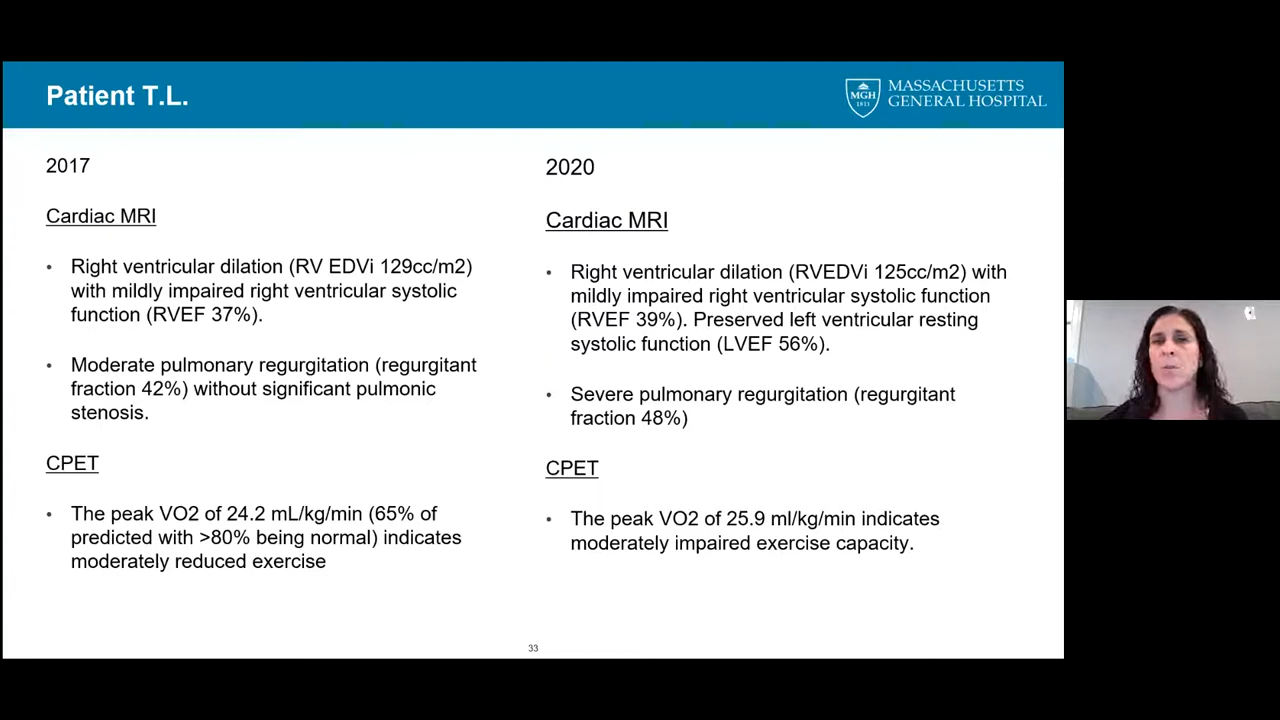 Patient T.L.
MGH
1811
MASSACHUSETTS
GENERAL HOSPITAL
2017
Cardiac MRI
• Right ventricular dilation (RV EDVi 129cc/m2)
with mildly impaired right ventricular systolic
function (RVEF 37%).
• Moderate pulmonary regurgitation (regurgitant
fraction 42%) without significant pulmonic
stenosis.
CPET
• The peak VO2 of 24.2 mL/kg/min (65% of
predicted with >80% being normal) indicates
moderately reduced exercise
2020
Cardiac MRI
• Right ventricular dilation (RVEDVi 125cc/m2) with
mildly impaired right ventricular systolic function
(RVEF 39%). Preserved left ventricular resting
systolic function (LVEF 56%).
• Severe pulmonary regurgitation (regurgitant
fraction 48%)
CPET
• The peak VO2 of 25.9 ml/kg/min indicates
moderately impaired exercise capacity.
33